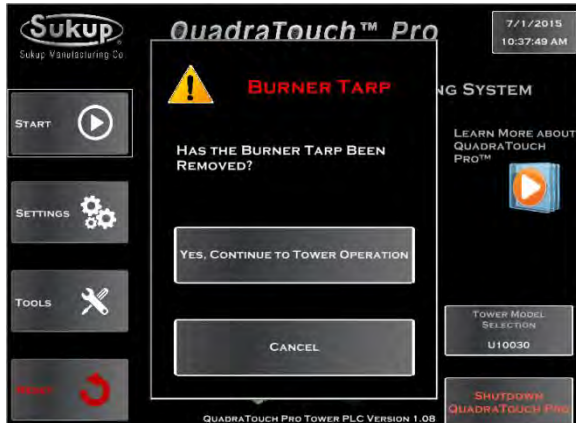 Sukup
Sukup Manufacturing Co.
QuadraTouch™ Pro
7/1/2015
10:37:49 AM
BURNER TARP
NG SYSTEM
START
HAS THE BURNER TARP BEEN
REMOVED?
LEARN MORE ABOUT
QUADRATOUCH
PRO™
SETTINGS
YES, CONTINUE TO TOWER OPERATION
TOOLS
TOWER MODEL
SELECTION
U10030
CANCEL
RESET
SHUTDOWN
QUADRATOUCH PRO
QUADRATOUCH PRO TOWER PLC VERSION 1.08